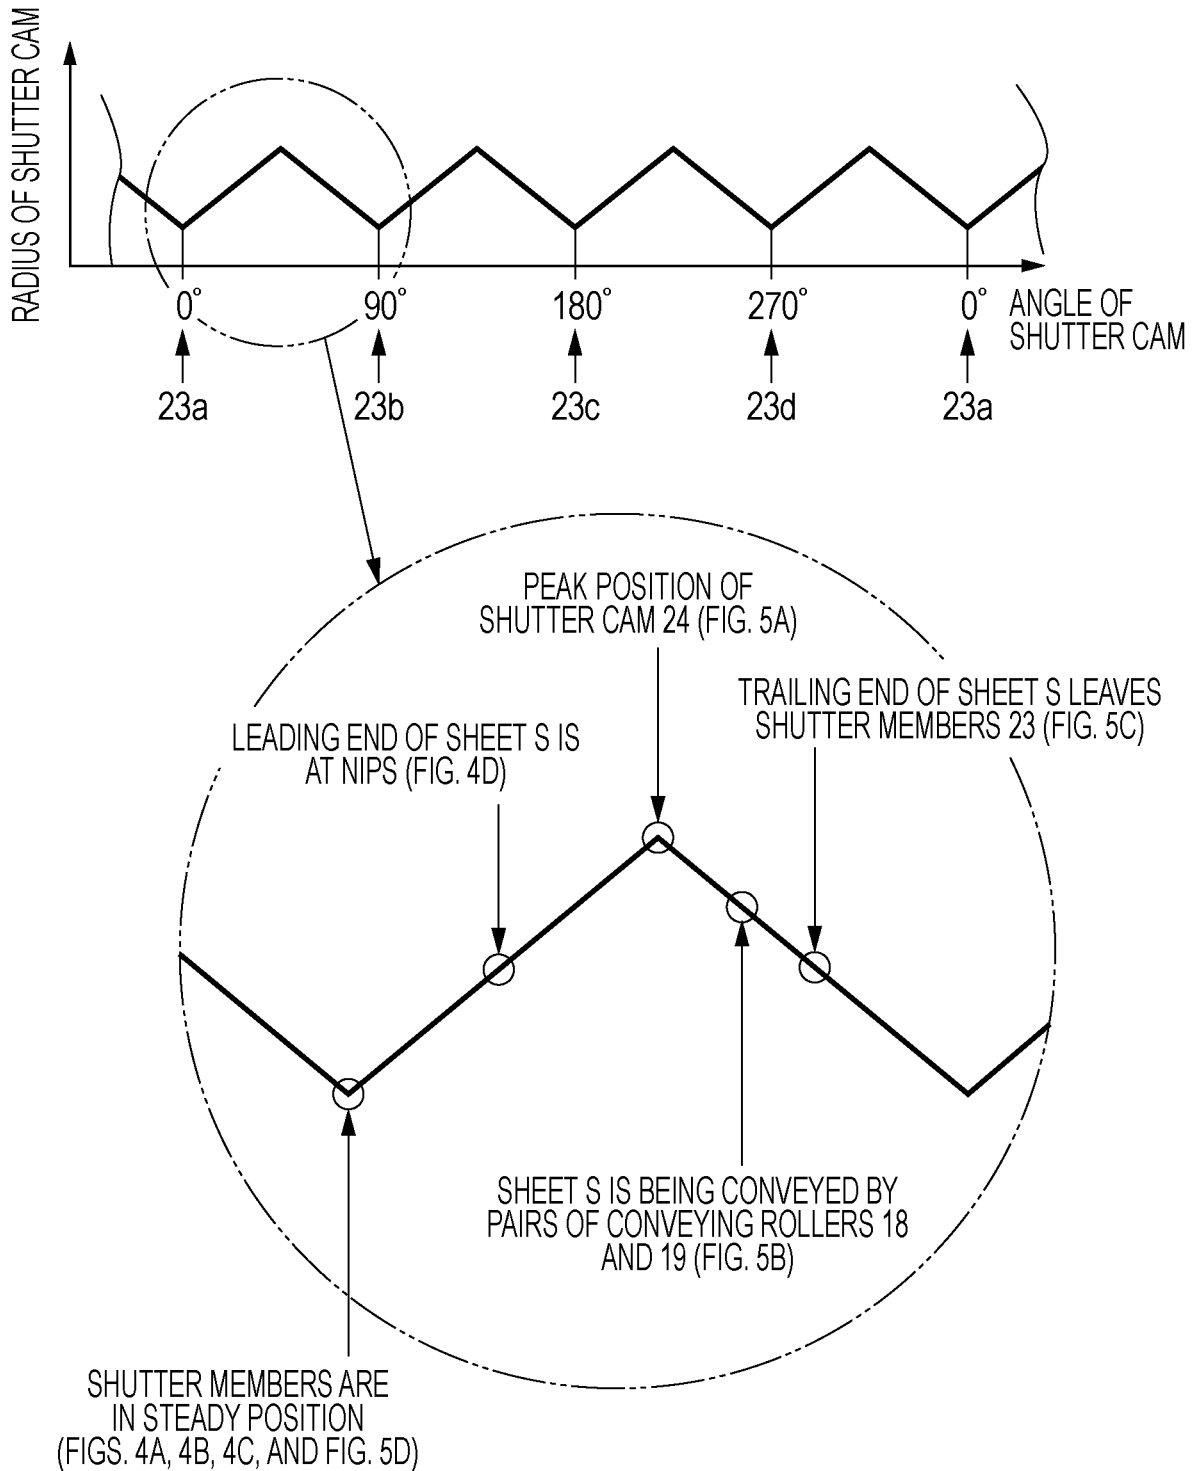 RADIUS OF SHUTTER CAM
0° 90° 180° 270° 0°
ANGLE OF
SHUTTER CAM
23a 23b 23c 23d 23a
PEAK POSITION OF
SHUTTER CAM 24 (FIG. 5A)
TRAILING END OF SHEET S LEAVES
SHUTTER MEMBERS 23 (FIG. 5C)
LEADING END OF SHEET S IS
AT NIPS (FIG. 4D)
SHEET S IS BEING CONVEYED BY
PAIRS OF CONVEYING ROLLERS 18
AND 19 (FIG. 5B)
SHUTTER MEMBERS ARE
IN STEADY POSITION
(FIGS. 4A, 4B, 4C, AND FIG. 5D)